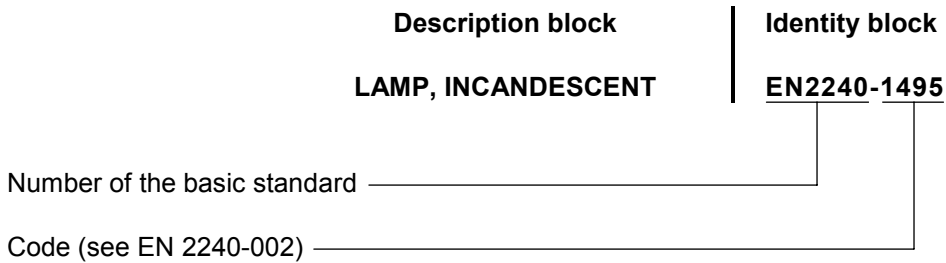 Description block Identity block
LAMP, INCANDESCENT EN2240-1495
Number of the basic standard
Code (see EN 2240-002)